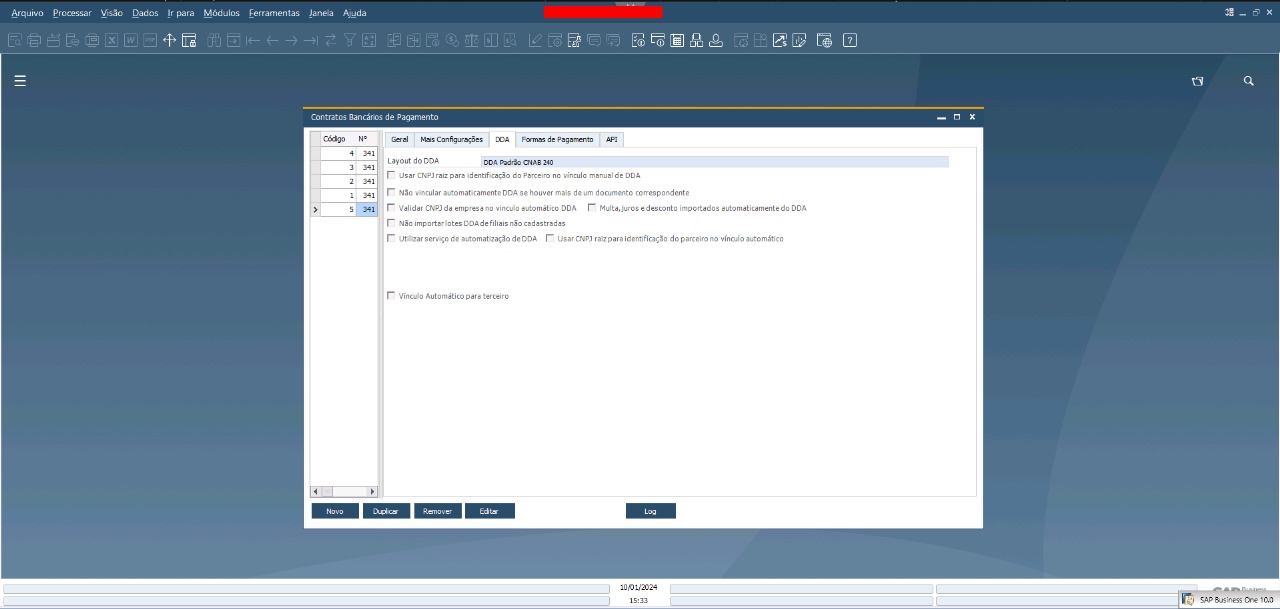 Arquivo Processar Visão Dados Ir para Módulos Ferramentas Janela Ajuda
Contratos Bancários de Pagamento
Código Nº
4 341
3 341
2 341
1 341
5 341
Geral Mais Configurações DDA Formas de Pagamento API
Layout do DDA DDA Padrão CNAB 240
Usar CNPJ raiz para identificação do Parceiro no vínculo manual de DDA
Não vincular automaticamente DDA se houver mais de um documento correspondente
Validar CNPJ da empresa no vinculo automático DDA Multa, juros e desconto importados automaticamente do DDA
Não importar lotes DDA de filiais não cadastradas
Utilizar serviço de automatização de DDA Usar CNPJ raiz para identificação do parceiro no vínculo automático
Vínculo Automático para terceiro
Novo Duplicar Remover Editar Log
10/01/2024
15:33
SAP Business One 10.0